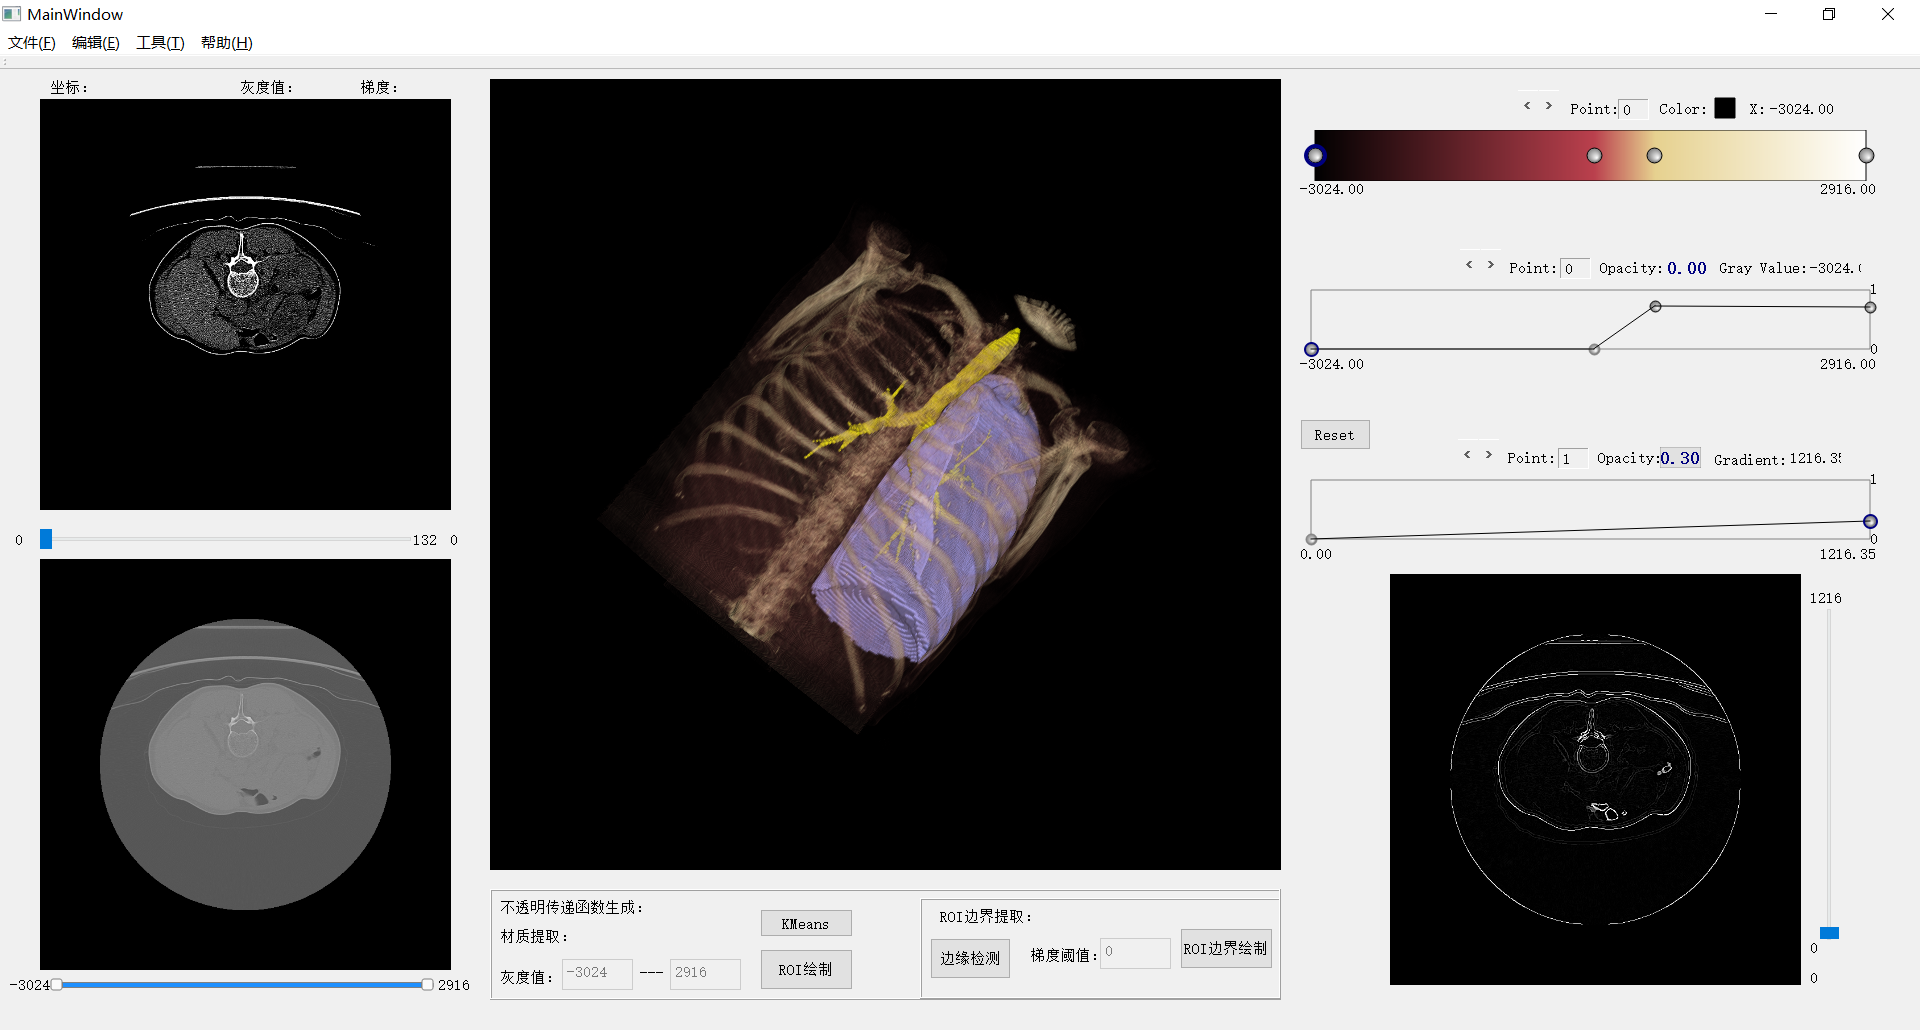 MainWindow
文件(F) 编辑(E) 工具(T) 帮助(H)
坐标: 灰度值: 梯度:
0 132 0
-3024 2916
不透明传递函数生成:
材质提取:
KMeans
灰度值: -3024 --- 2916
ROI绘制
ROI边界提取:
边缘检测
梯度阈值: 0
ROI边界绘制
< > Point: 0 Color: X: -3024.00
-3024.00 2916.00
< > Point: 0 Opacity: 0.00 Gray Value: -3024.
1
0
-3024.00 2916.00
Reset
< > Point: 1 Opacity: 0.30 Gradient: 1216.35
1
0
0.00 1216.35
1216
0
0